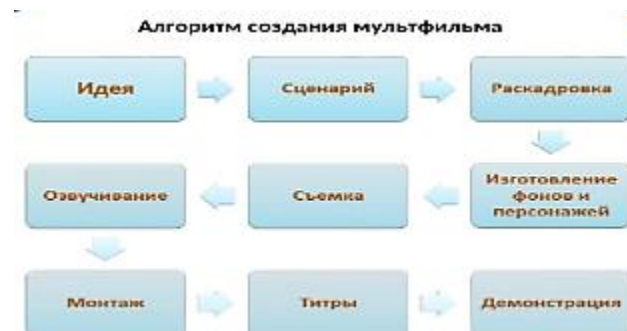 Алгоритм создания мультфильма
Идея
Сценарий
Раскадровка
Изготовление
фонов и
персонажей
Съемка
Озвучивание
Монтаж
Титры
Демонстрация